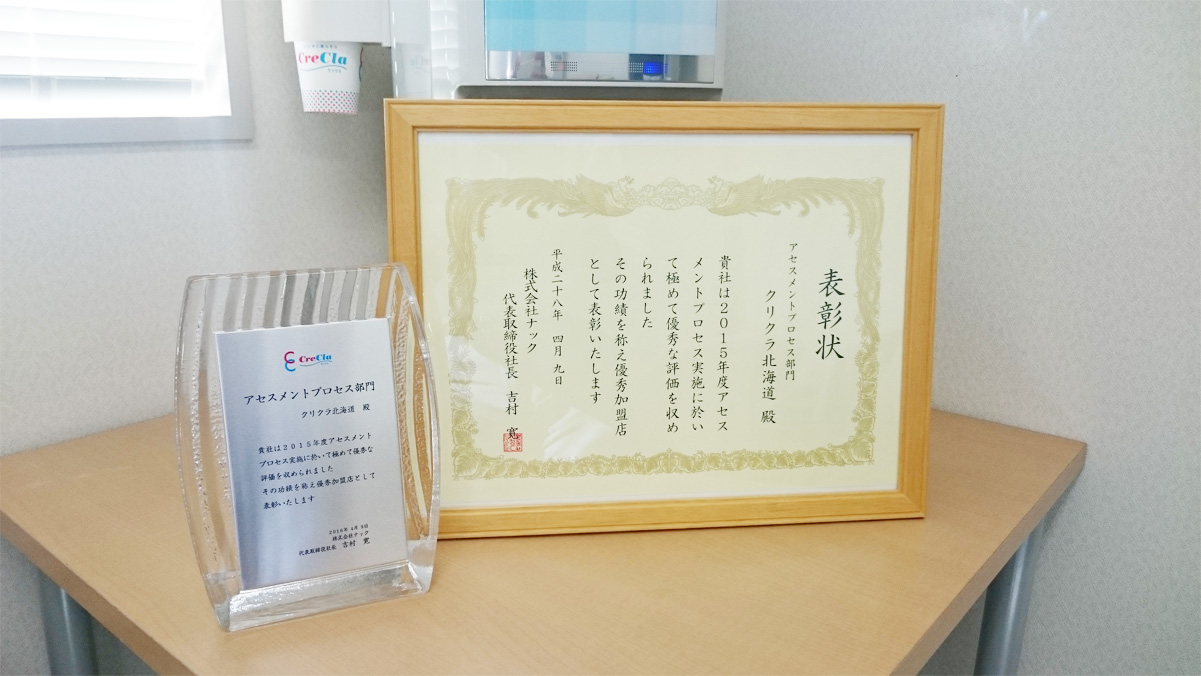 CreCla
表彰状
アセスメントプロセス部門
クリクラ北海道 殿
貴社は2015年度アセス
メントプロセス実施に於い
て極めて優秀な評価を収め
られました
その功績を称え優秀加盟店
として表彰いたします
平成二十八年 四月九日
株式会社ナック
代表取締役社長 吉村 寛
CreCla
アセスメントプロセス部門
クリクラ北海道 殿
貴社は2015年度アセスメント
プロセス実施に於いて極めて優秀な
評価を収められました
その功績を称え優秀加盟店として
表彰いたします
2016年4月9日
株式会社ナック
代表取締役社長 吉村 寛